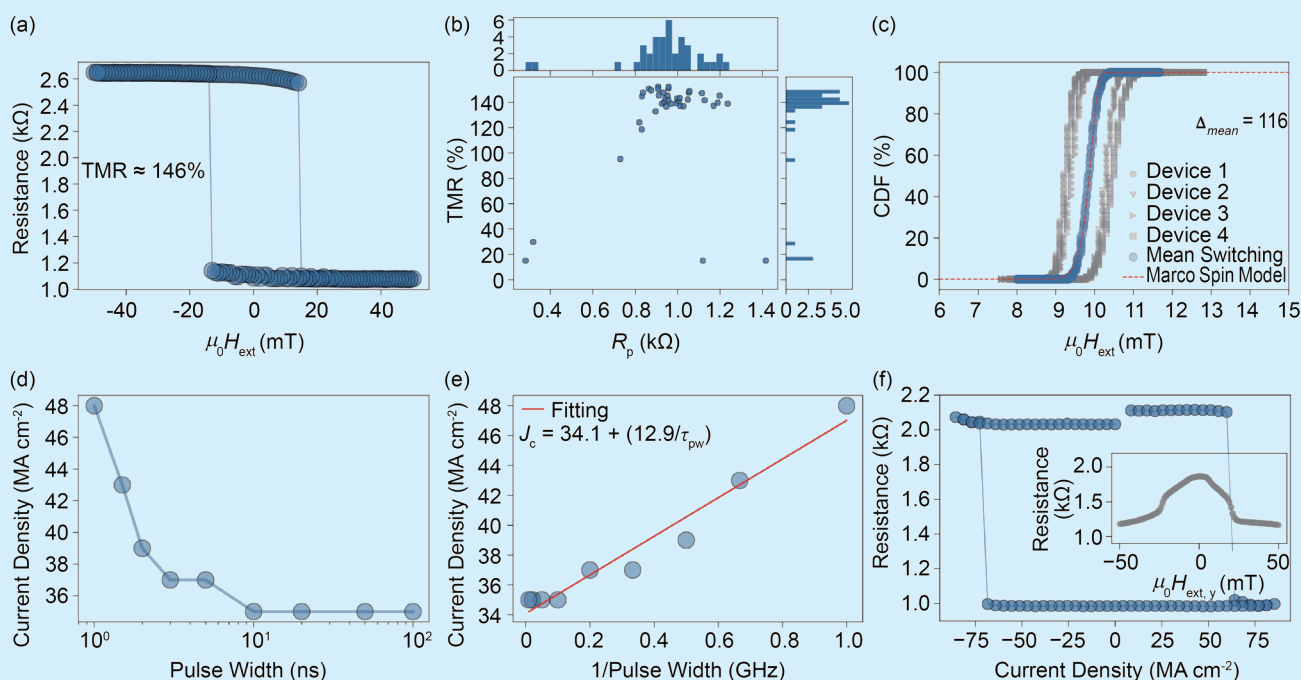 (a)
Resistance (kΩ)
2.6
2.4
2.2
2.0
1.8
1.6
1.4
1.2
1.0
TMR ≈ 146%
-40
-20
0
20
40
μ₀Hext (mT)
(b)
6
4
2
0
TMR (%)
140
120
100
80
60
40
20
0
0.4
0.6
0.8
1.0
1.2
1.4
Rp (kΩ)
0 2.5 5.0
(c)
CDF (%)
100
80
60
40
20
0
Δmean = 116
Device 1
Device 2
Device 3
Device 4
Mean Switching
Marco Spin Model
6
7
8
9
10
11
12
13
14
15
μ₀Hext (mT)
(d)
Current Density (MA cm⁻²)
48
46
44
42
40
38
36
10⁰
10¹
10²
Pulse Width (ns)
(e)
Current Density (MA cm⁻²)
48
46
44
42
40
38
36
34
Fitting
Jc = 34.1 + (12.9/τpw)
0
0.2
0.4
0.6
0.8
1.0
1/Pulse Width (GHz)
(f)
Resistance (kΩ)
2.2
2.0
1.8
1.6
1.4
1.2
1.0
Resistance
(kΩ)
2.0
1.5
1.0
−50
0
50
μ₀Hext, y (mT)
−75
−50
−25
0
25
50
75
Current Density (MA cm⁻²)